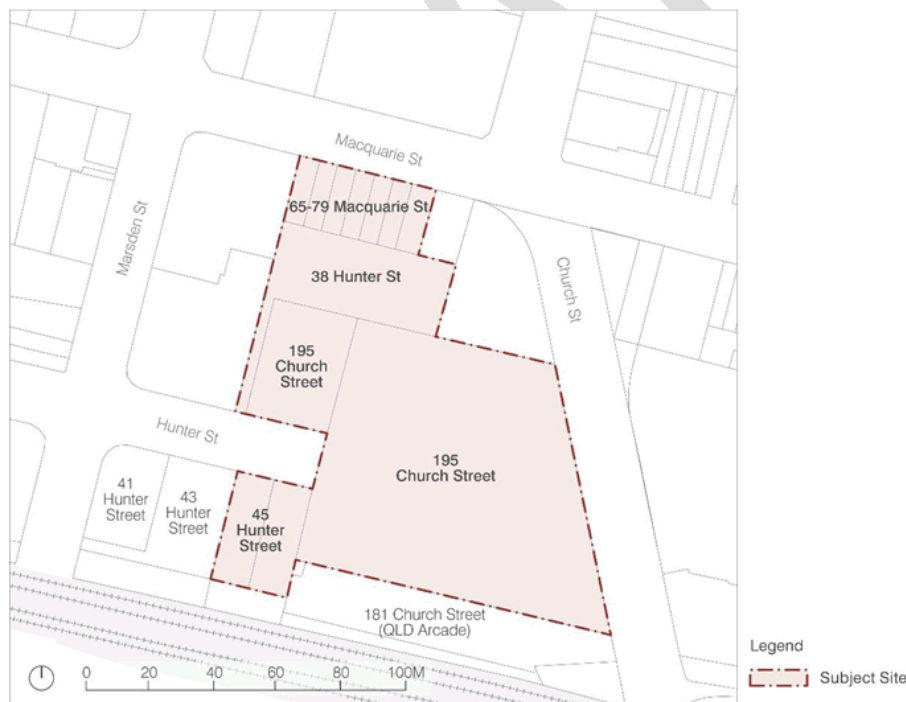 Macquarie St
65-79 Macquarie St
Marsden St
38 Hunter St
Church St
195
Church
Street
Hunter St
195
Church Street
41
Hunter
Street
43
Hunter
Street
45
Hunter
Street
181 Church Street
(QLD Arcade)
Legend
Subject Site
0 20 40 60 80 100M